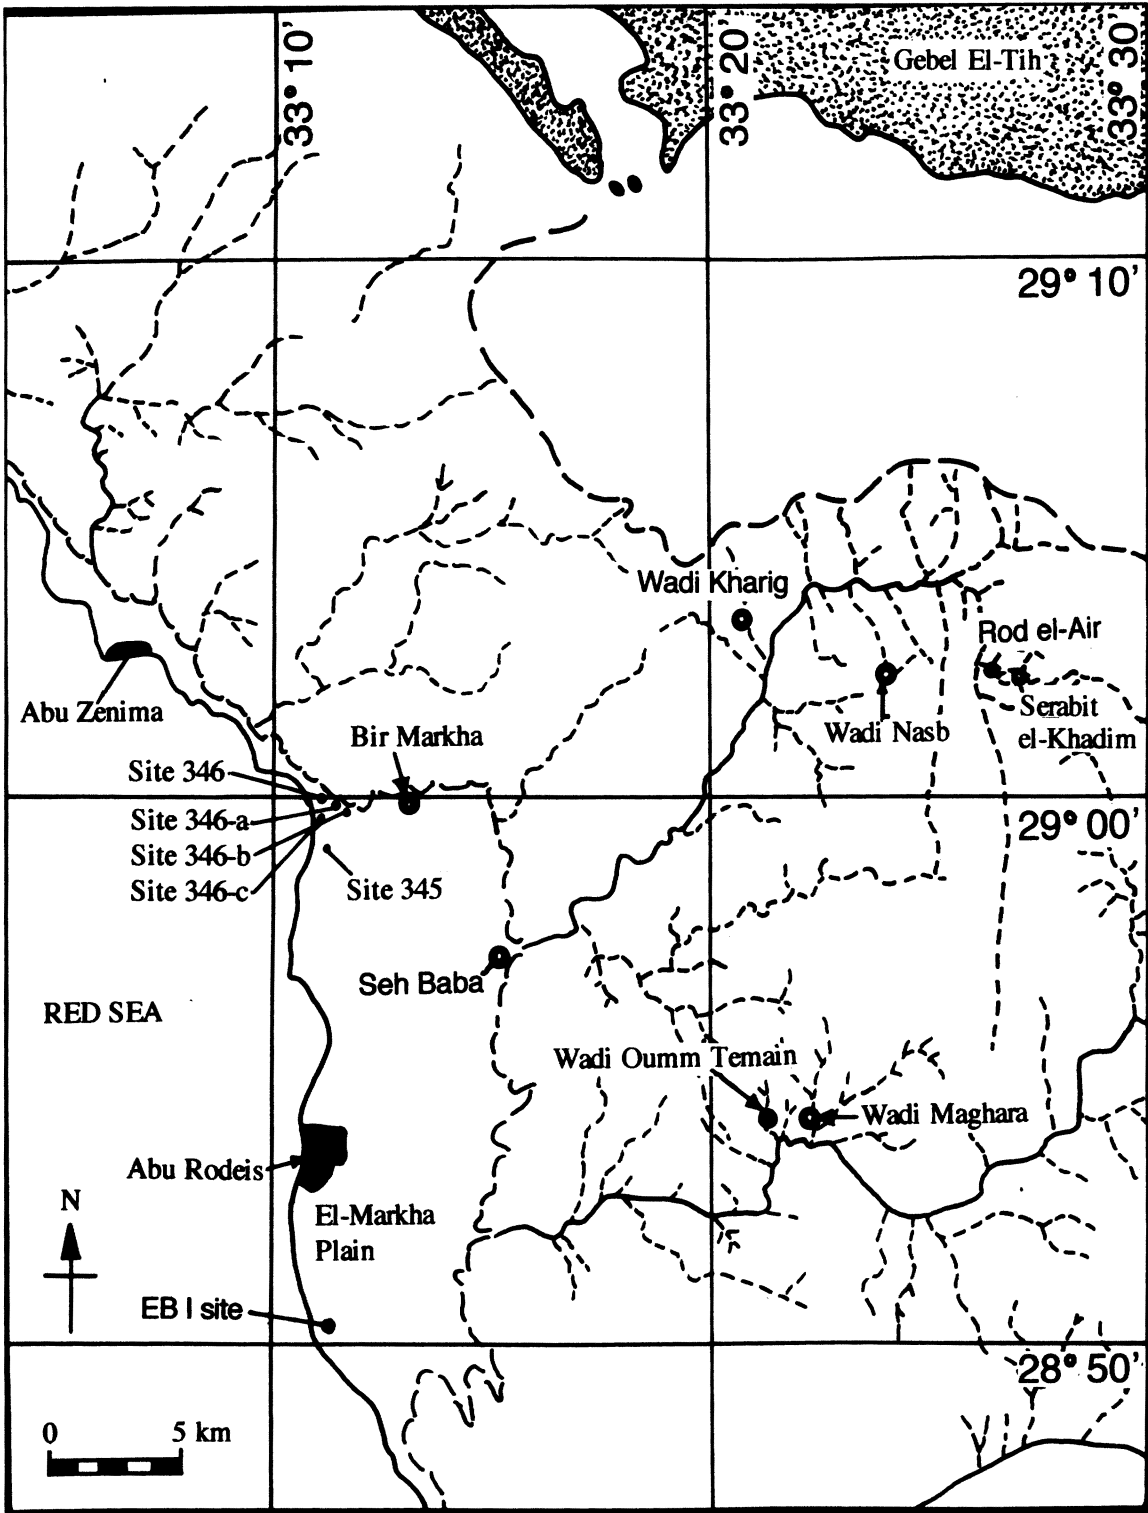 33° 10'
33° 20'
33° 30'
Gebel El-Tih
29° 10'
Wadi Kharig
Rod el-Air
Abu Zenima
Bir Markha
Wadi Nasb
Serabit
el-Khadim
Site 346
Site 346-a
Site 346-b
Site 346-c
Site 345
29° 00'
Seh Baba
RED SEA
Wadi Oumm Temain
Wadi Maghara
Abu Rodeis
N
El-Markha
Plain
EB I site
28° 50'
0 5 km